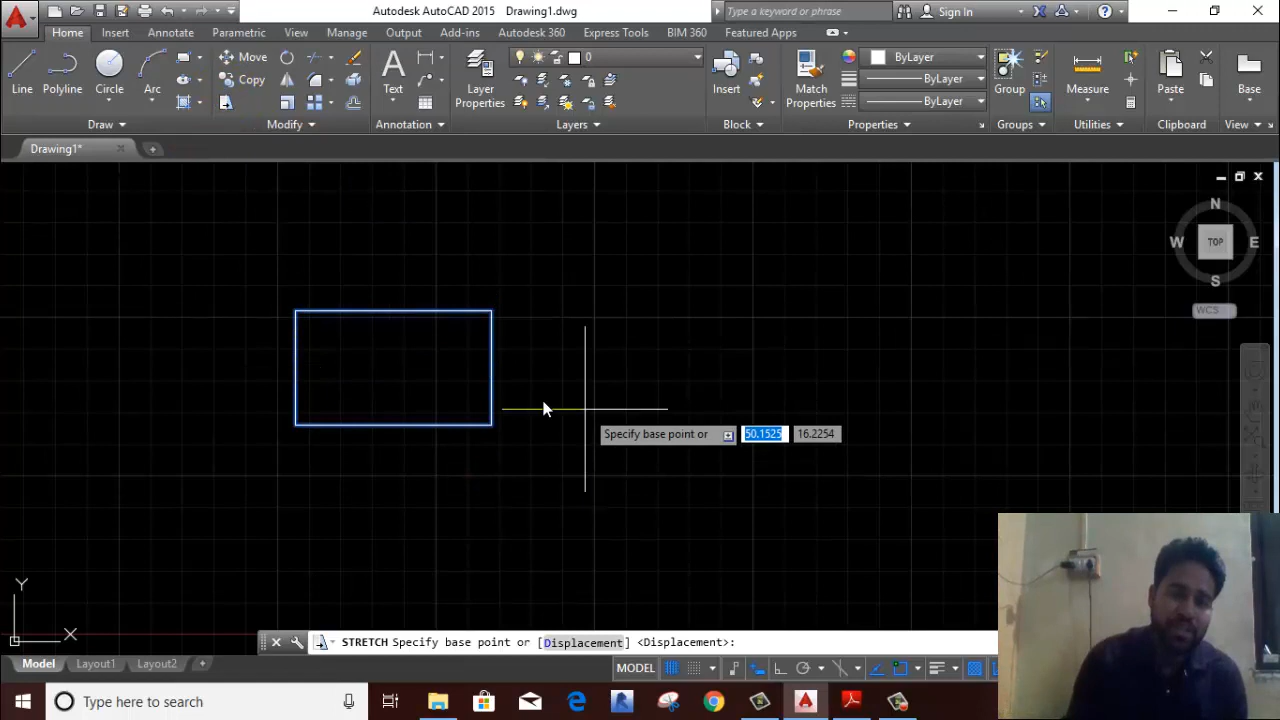 Autodesk AutoCAD 2015 Drawing1.dwg
Type a keyword or phrase
Sign In
Home Insert Annotate Parametric View Manage Output Add-ins Autodesk 360 Express Tools BIM 360 Featured Apps
Line Polyline Circle Arc
Move
Copy
Text
Layer Properties
0
Insert
Match Properties
ByLayer
ByLayer
ByLayer
Group
Measure
Paste
Base
Draw Modify Annotation Layers Block Properties Groups Utilities Clipboard View
Drawing1*
N
W TOP E
S
WCS
Specify base point or 50.1525 16.2254
Y
X
STRETCH Specify base point or [Displacement] <Displacement>:
Model Layout1 Layout2
MODEL
Type here to search